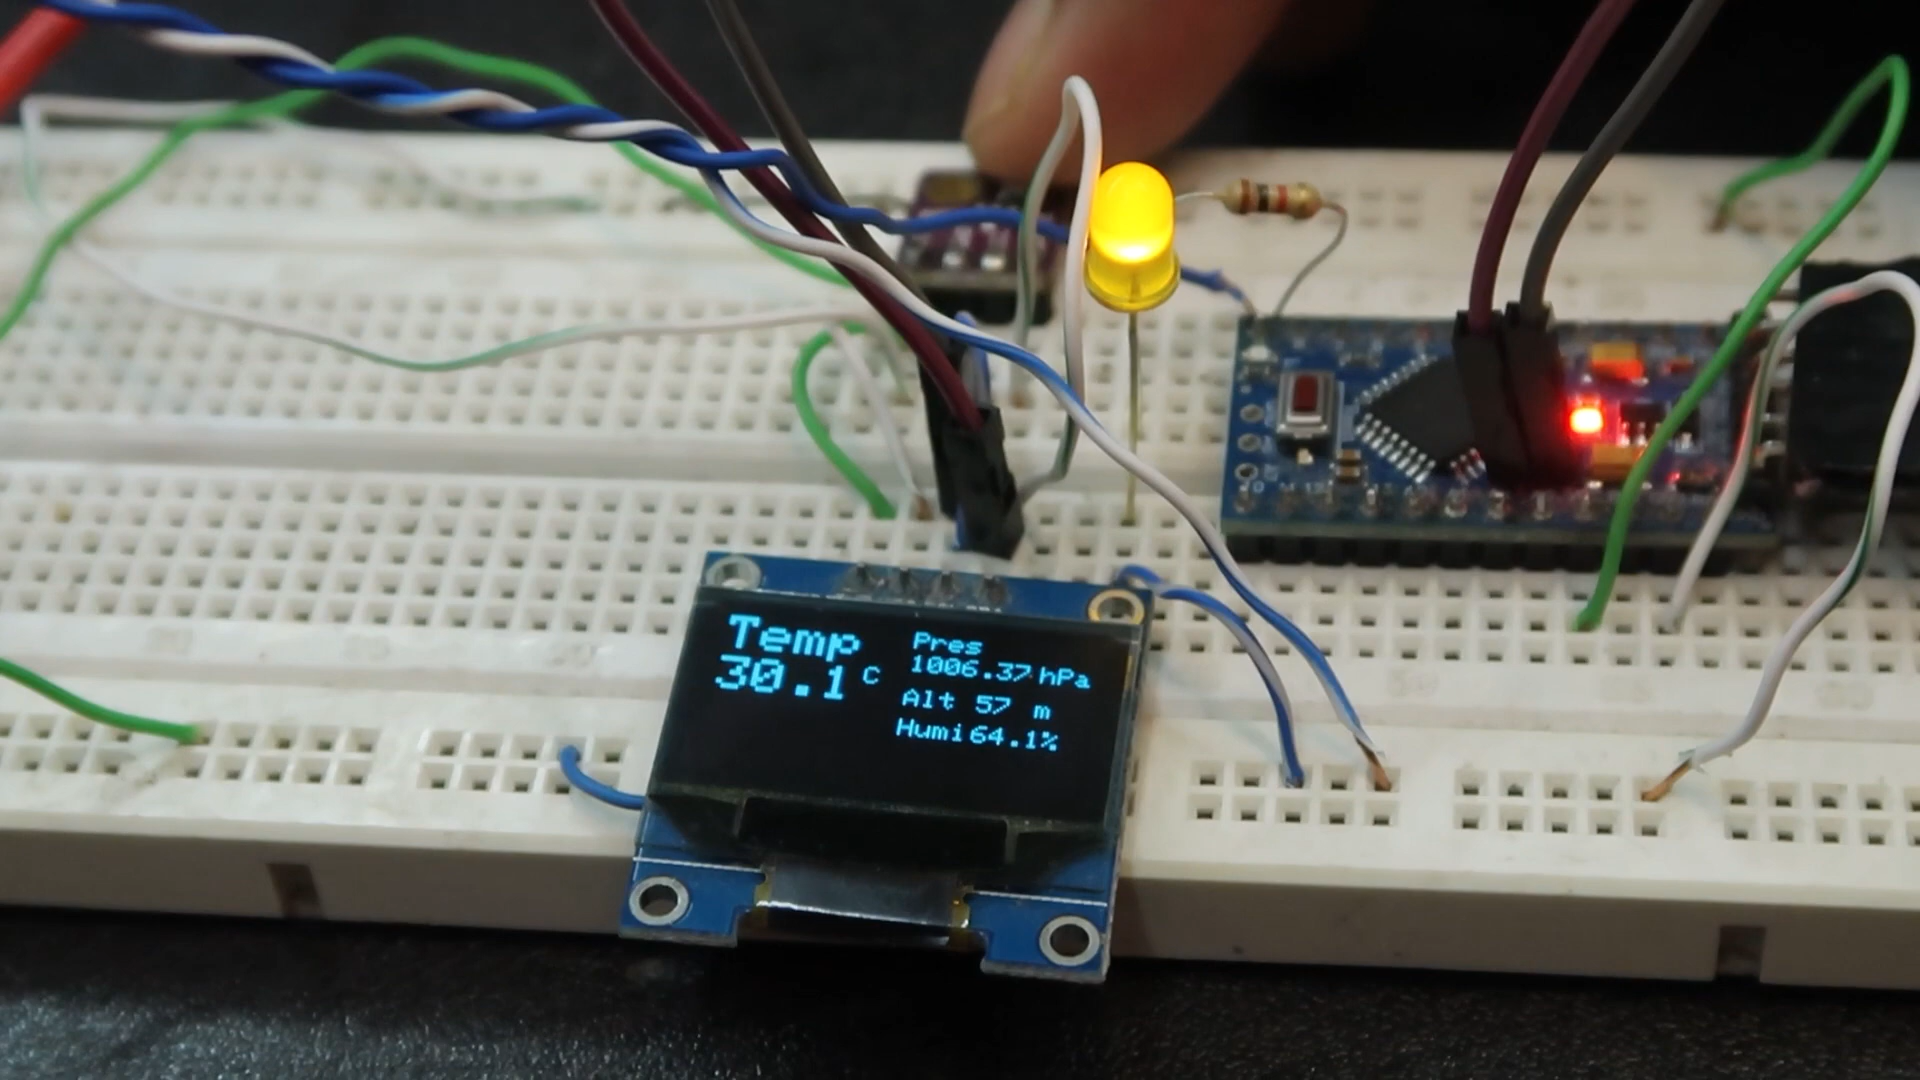 Temp
30.1 C
Pres
1006.37 hPa
Alt 57 m
Humi 64.1%